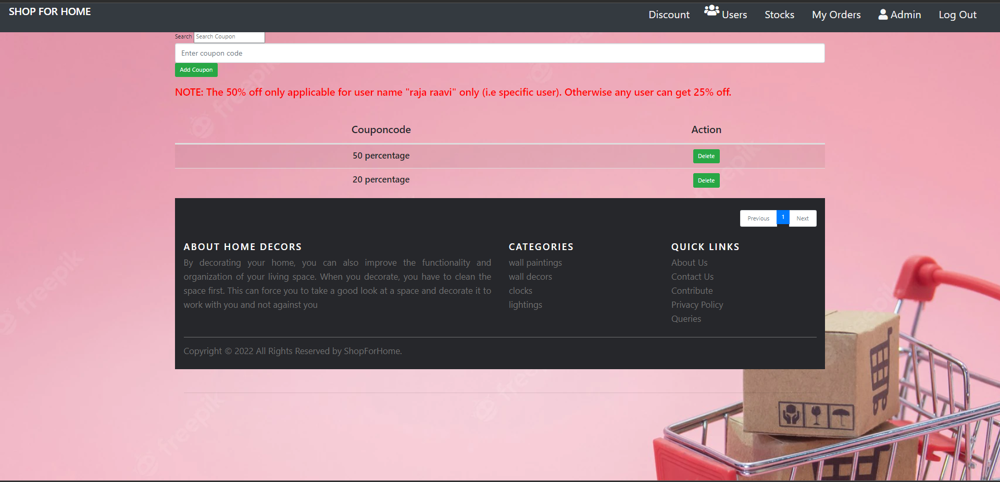 SHOP FOR HOME
Discount Users Stocks My Orders Admin Log Out
Search Search Coupon
Enter coupon code
Add Coupon
NOTE: The 50% off only applicable for user name "raja raavi" only (i.e specific user). Otherwise any user can get 25% off.
Couponcode Action
50 percentage Delete
20 percentage Delete
Previous 1 Next
ABOUT HOME DECORS
By decorating your home, you can also improve the functionality and
organization of your living space. When you decorate, you have to clean the
space first. This can force you to take a good look at a space and decorate it to
work with you and not against you
CATEGORIES
wall paintings
wall decors
clocks
lightings
QUICK LINKS
About Us
Contact Us
Contribute
Privacy Policy
Queries
Copyright © 2022 All Rights Reserved by ShopForHome.
freepik
freepik
freepik